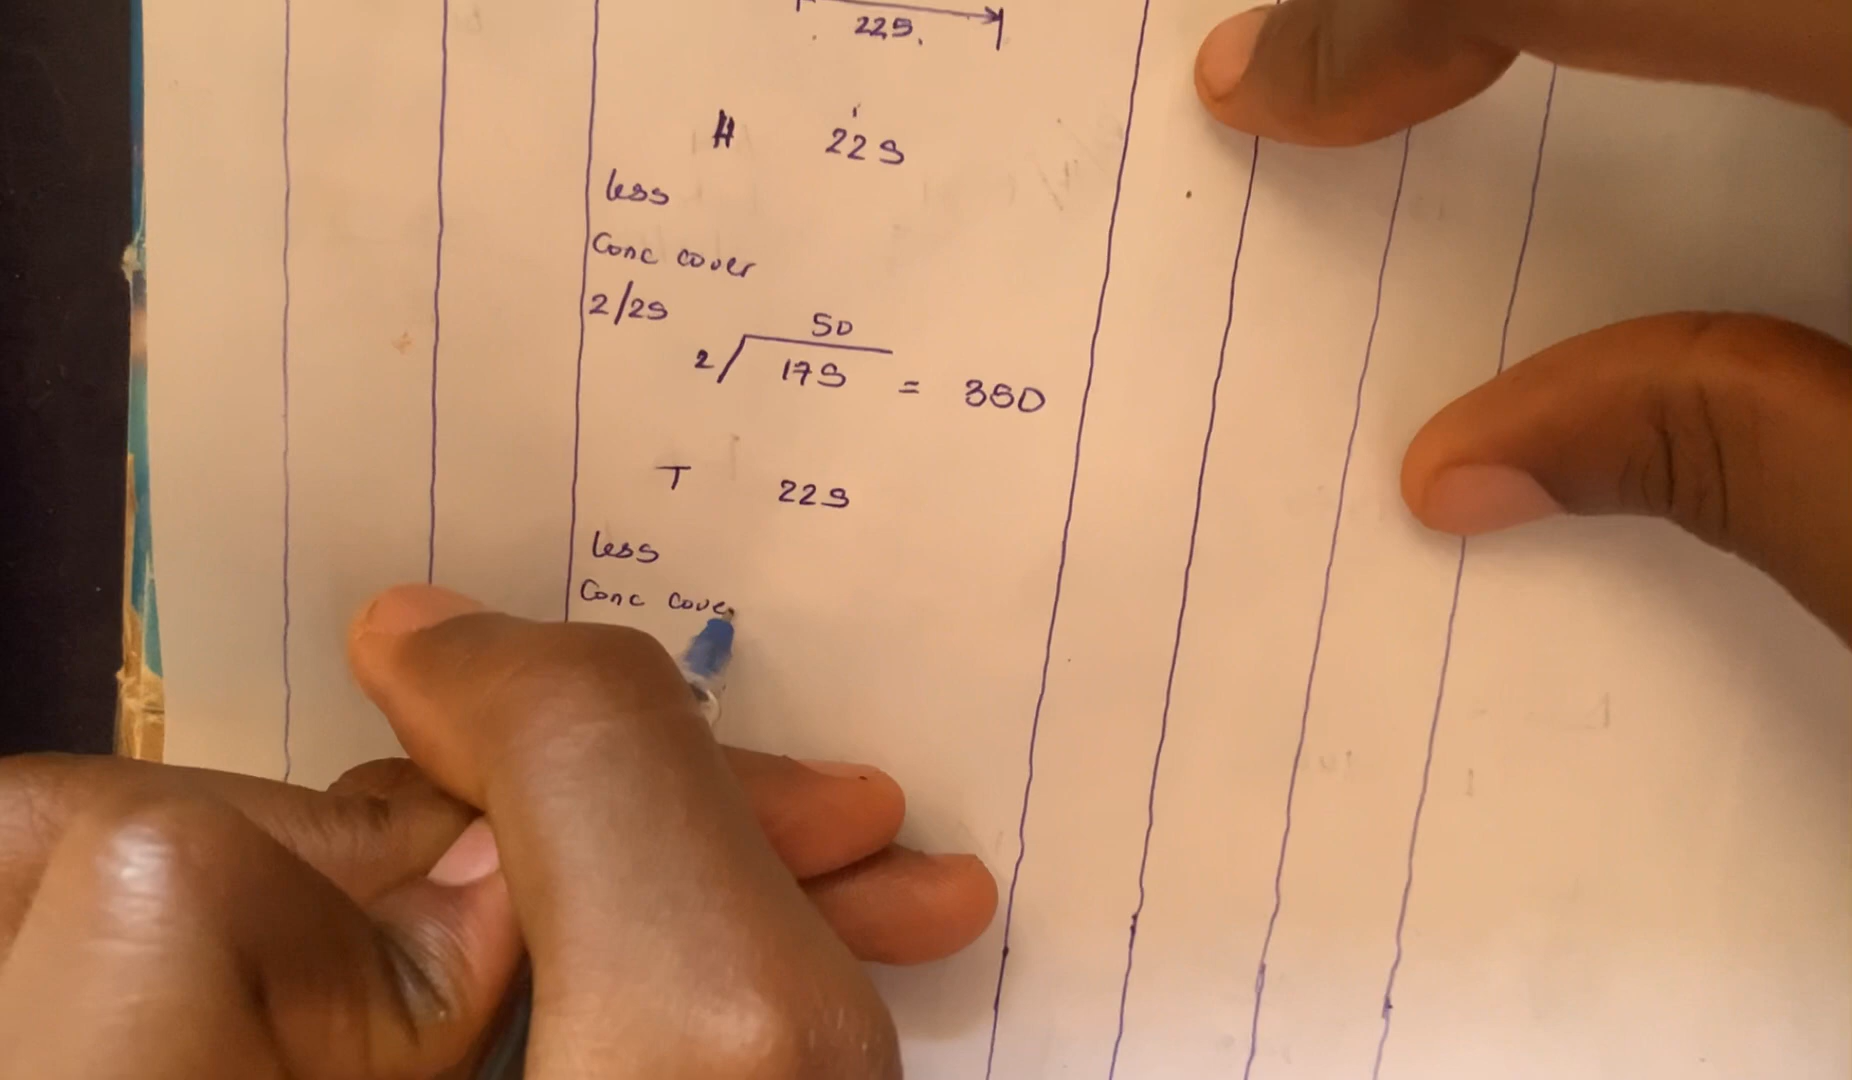 225.
H 225
less
Conc cover
2/25
50
2/ 175 = 350
T 225
less
Conc cover